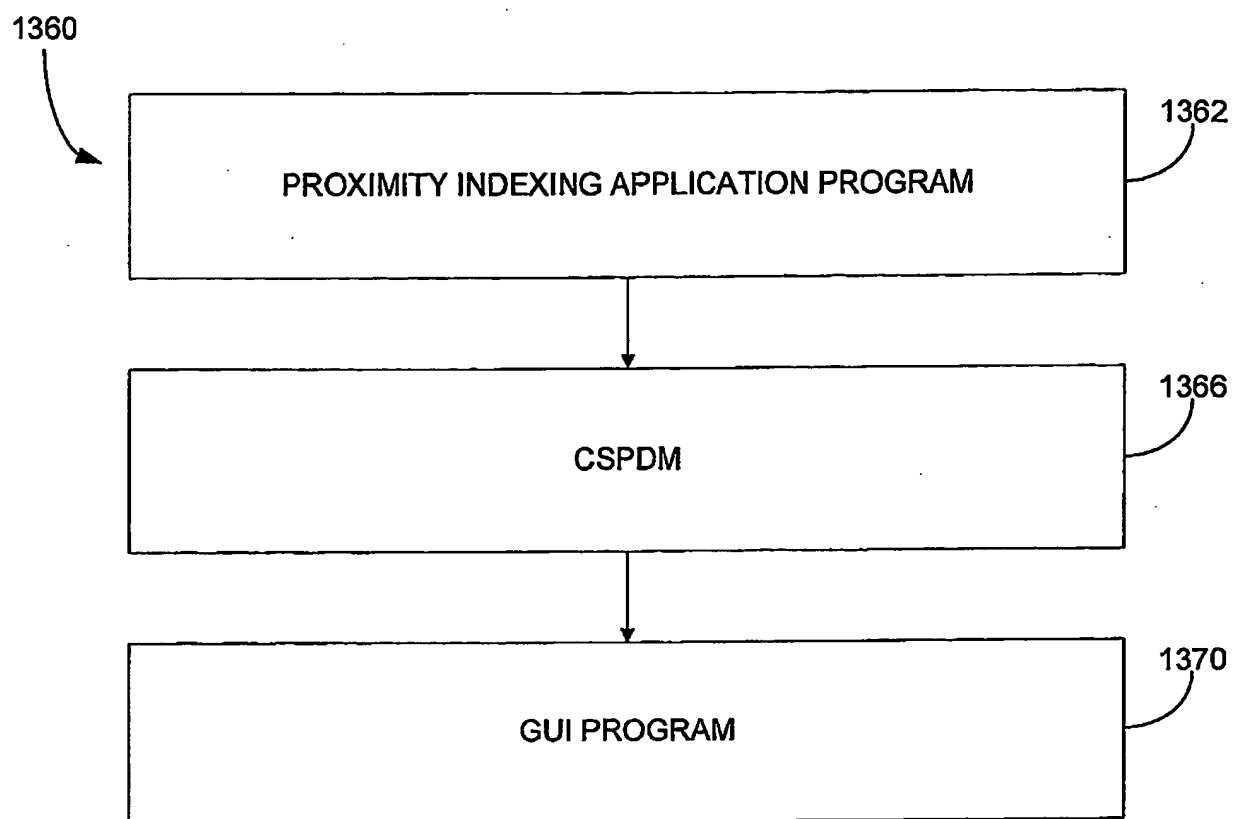 1360
1362
PROXIMITY INDEXING APPLICATION PROGRAM
1366
CSPDM
1370
GUI PROGRAM